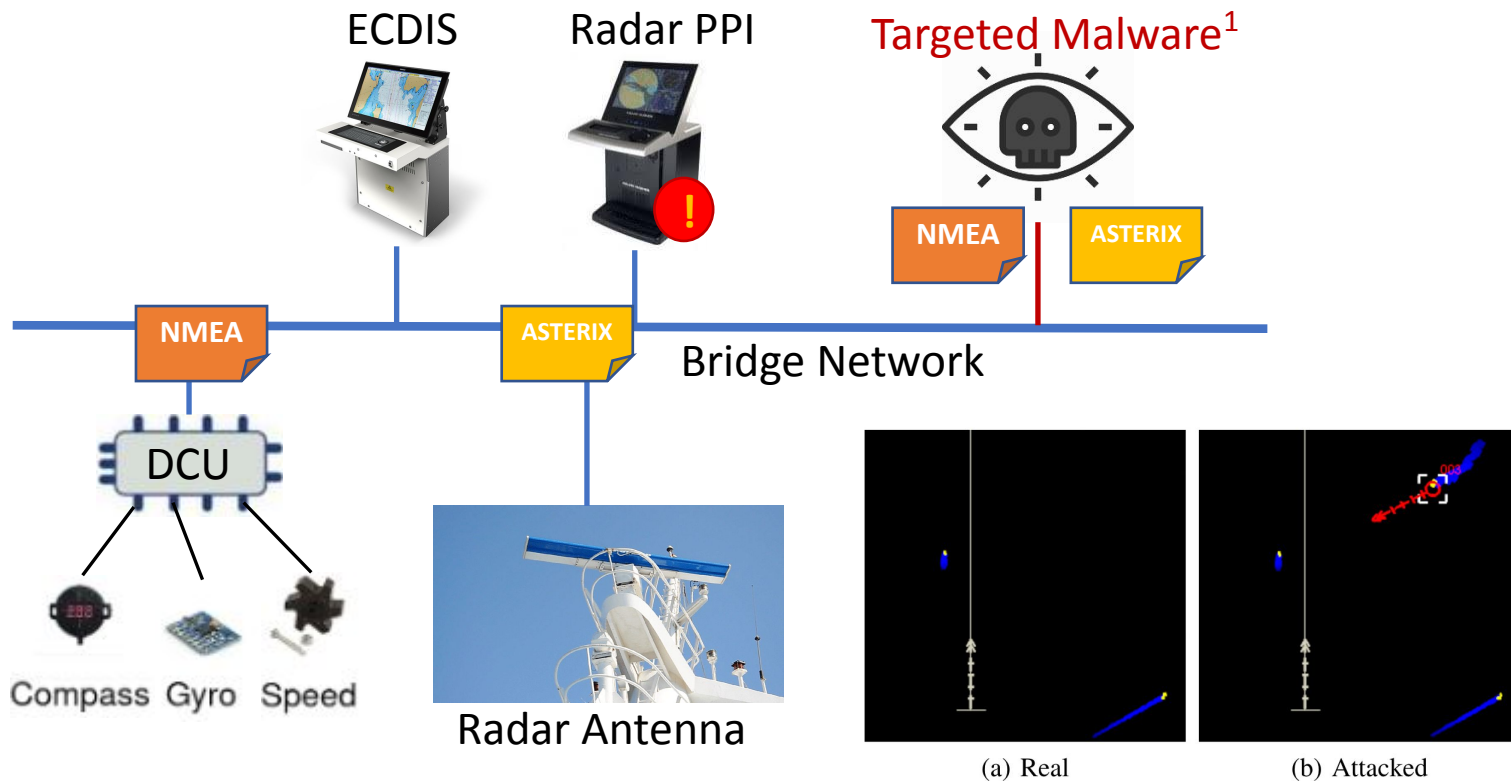 ECDIS
Radar PPI
Targeted Malware¹
!
NMEA
ASTERIX
NMEA
ASTERIX
Bridge Network
DCU
Compass
Gyro
Speed
Radar Antenna
003
(a) Real
(b) Attacked